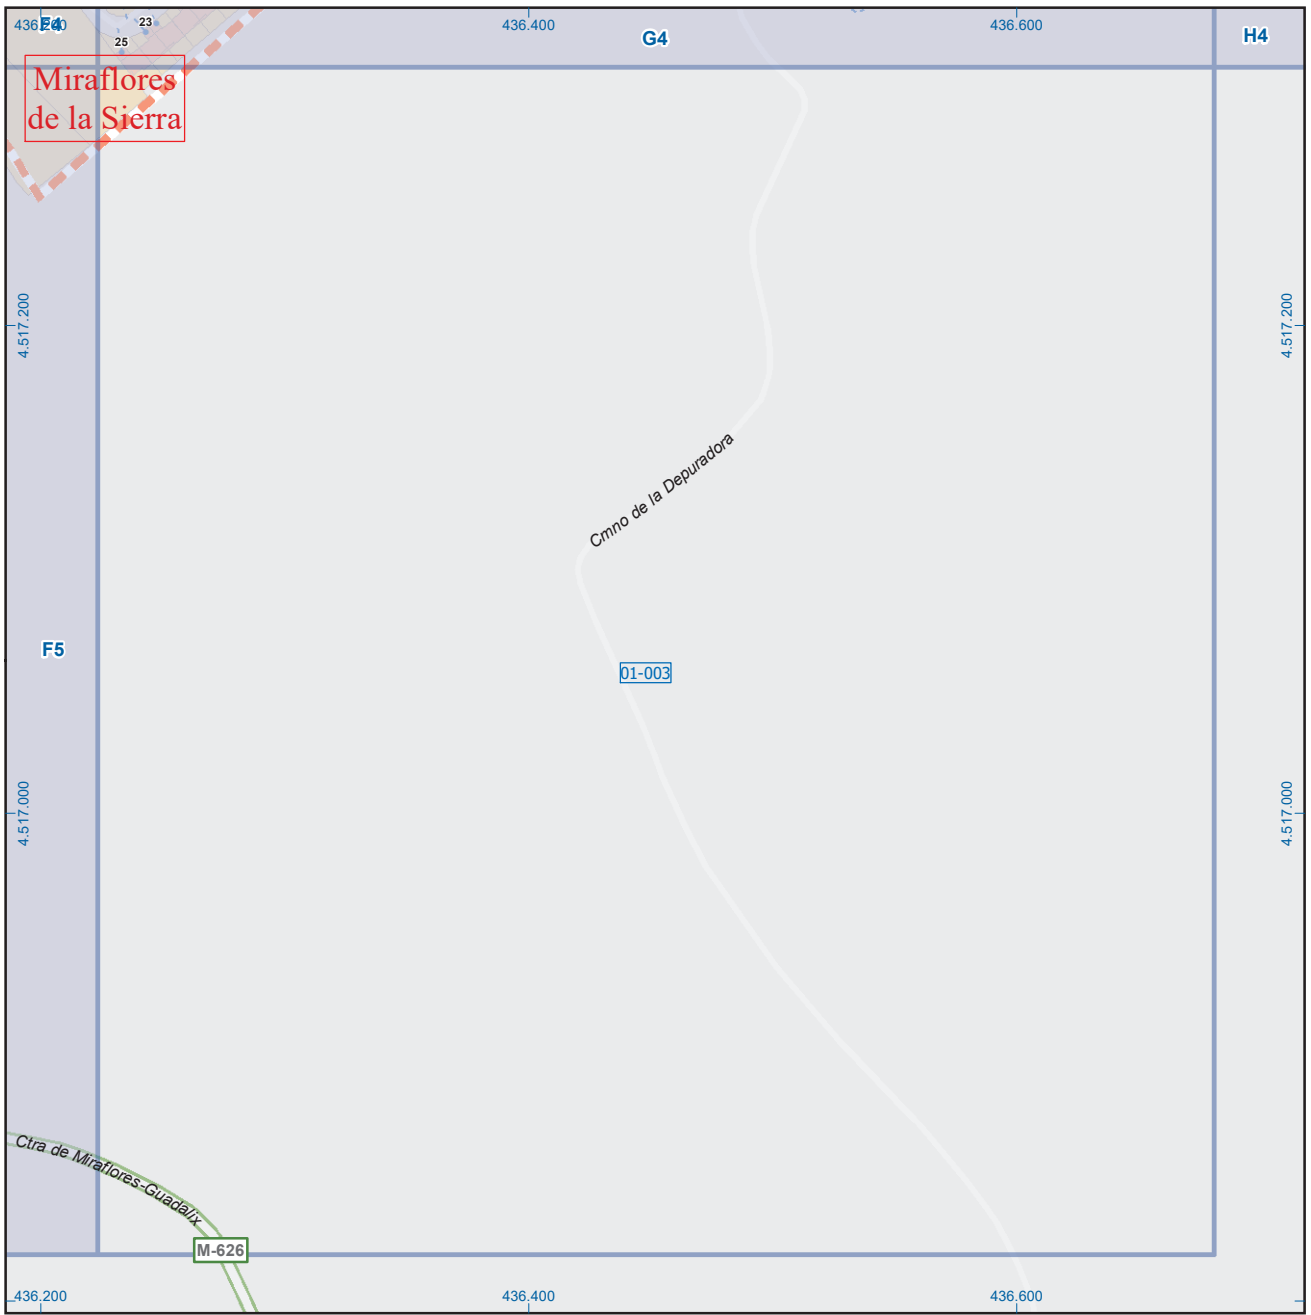 436.200
F4
23
436.400
G4
436.600
H4
25
Miraflores
de la Sierra
4.517.200
4.517.200
Cmno de la Depuradora
F5
01-003
4.517.000
4.517.000
Ctra de Miraflores-Guadalix
M-626
436.200
436.400
436.600